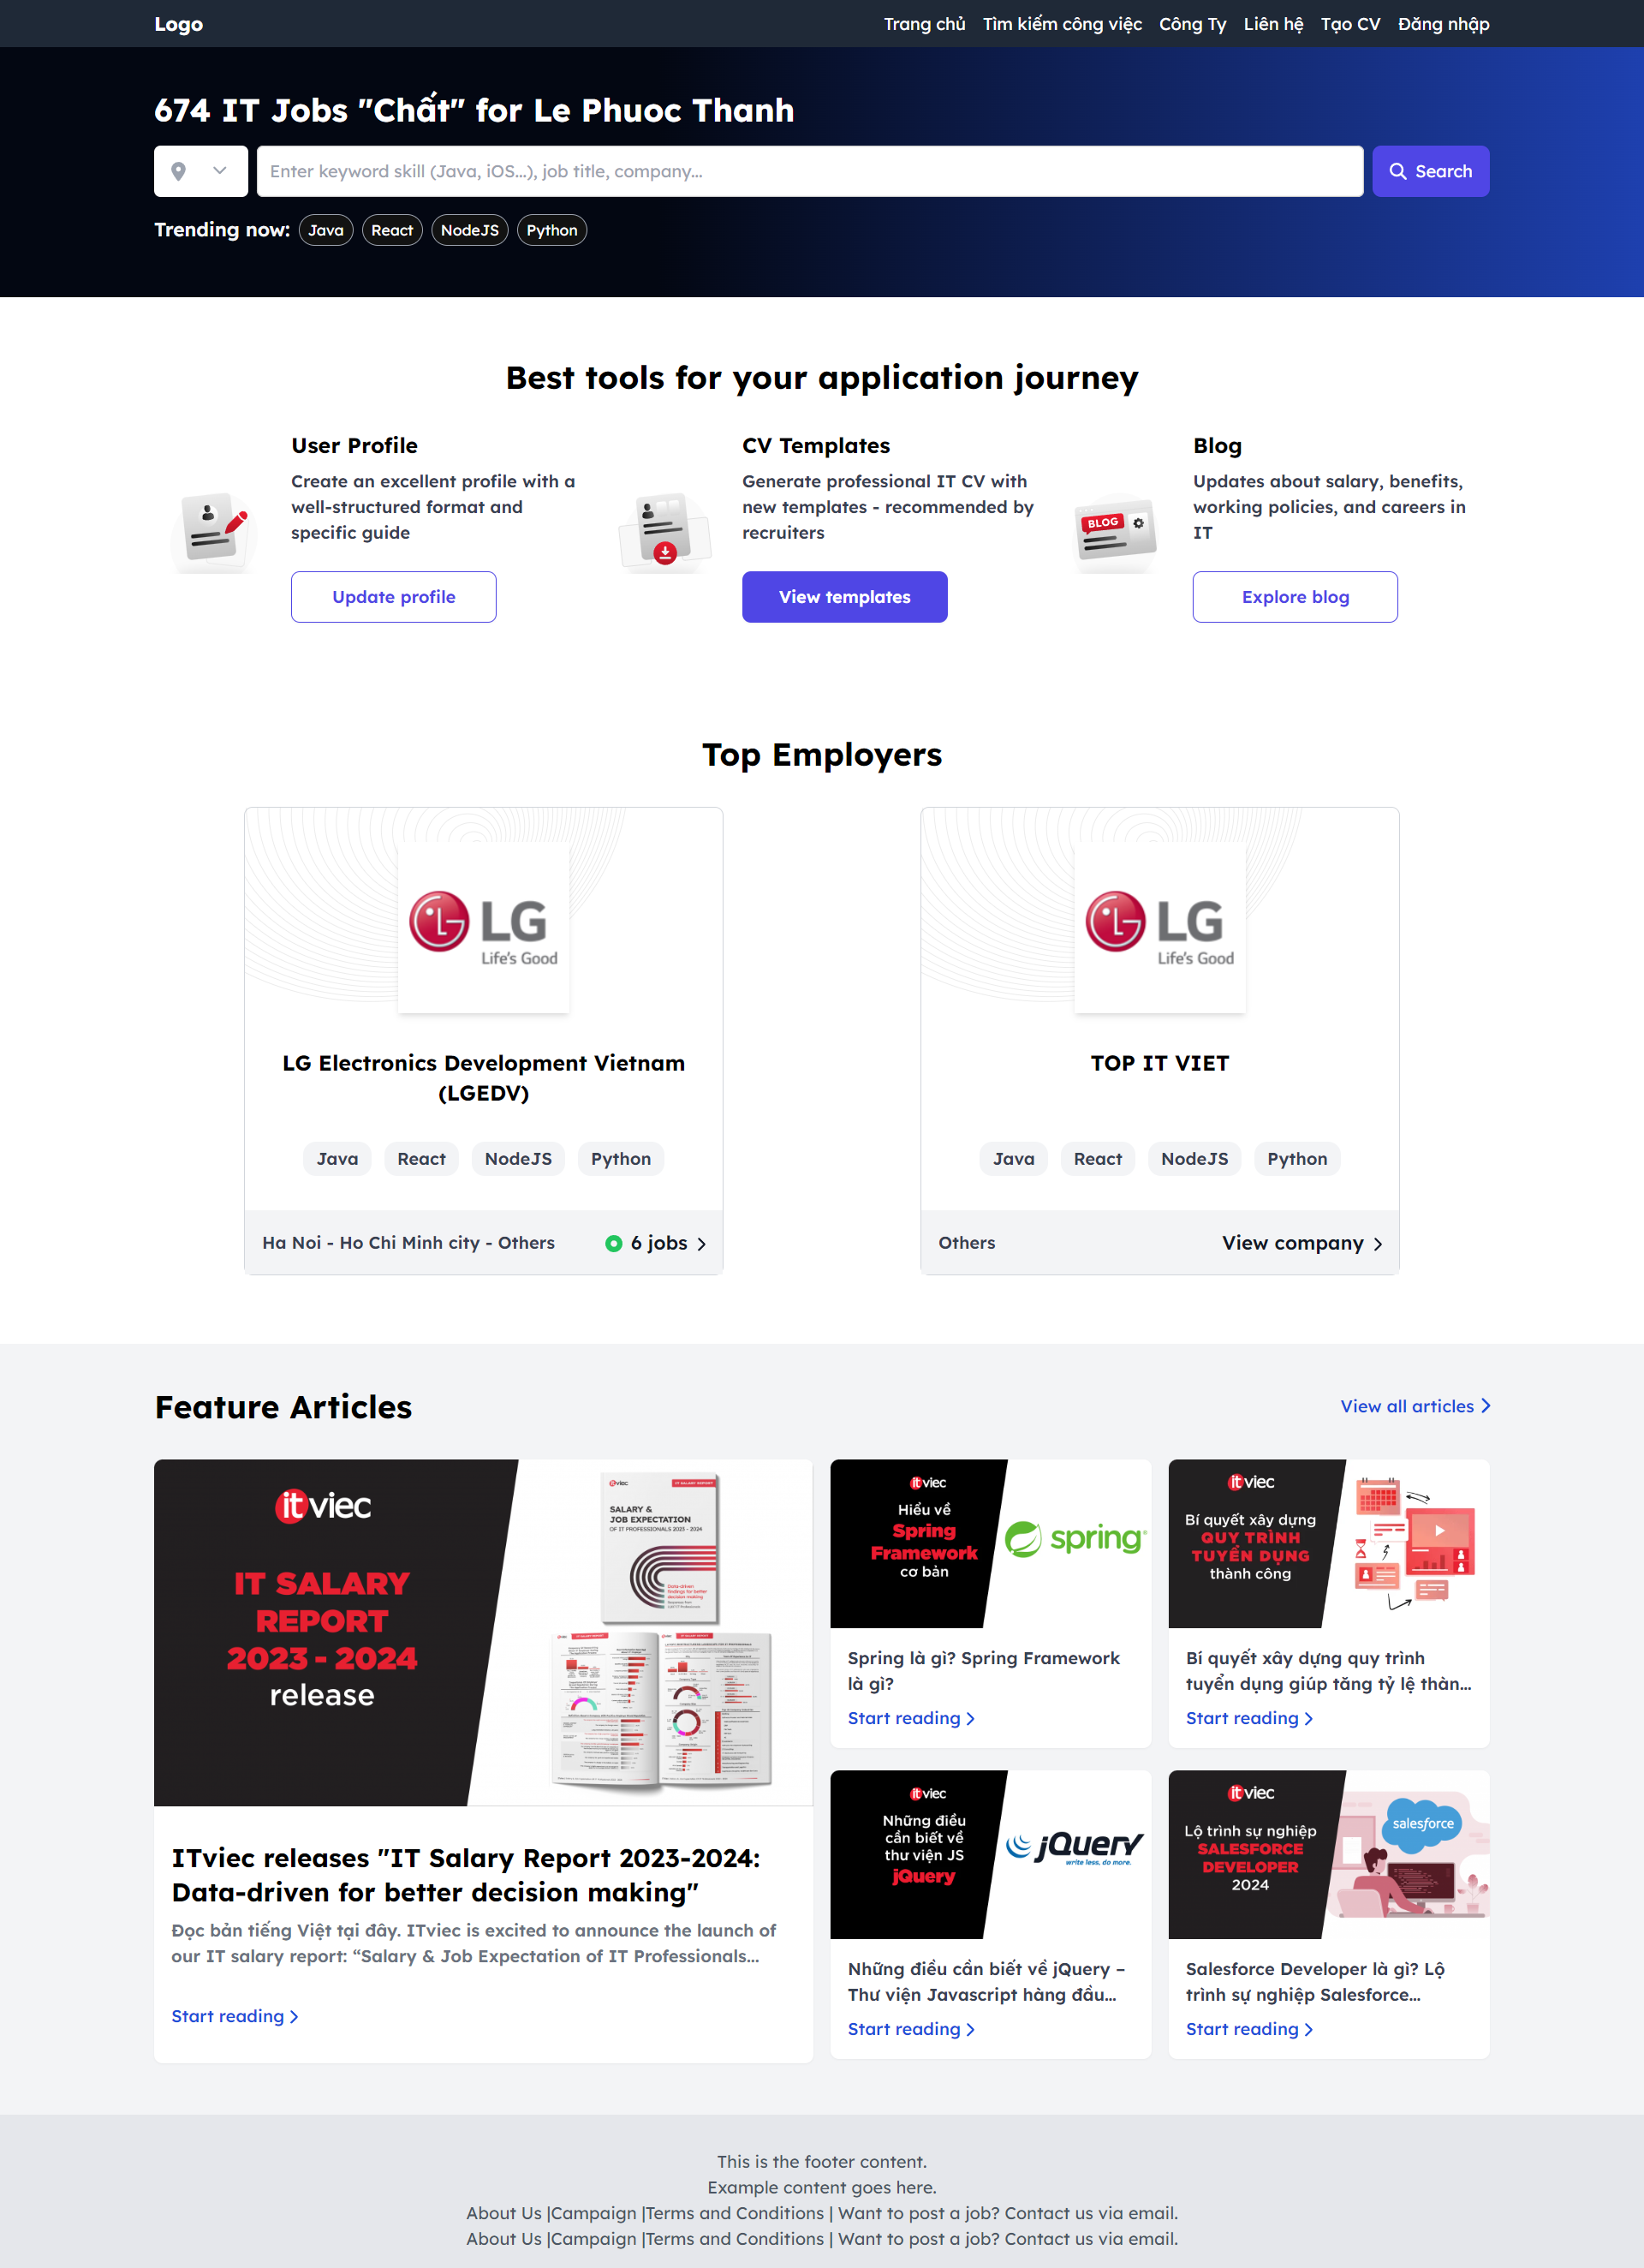 Logo
Trang chủ Tìm kiếm công việc Công Ty Liên hệ Tạo CV Đăng nhập
674 IT Jobs "Chất" for Le Phuoc Thanh
Enter keyword skill (Java, iOS...), job title, company...
Search
Trending now: Java React NodeJS Python
Best tools for your application journey
User Profile
Create an excellent profile with a
well-structured format and
specific guide
Update profile
CV Templates
Generate professional IT CV with
new templates - recommended by
recruiters
View templates
BLOG
Blog
Updates about salary, benefits,
working policies, and careers in
IT
Explore blog
Top Employers
LG
Life's Good
LG Electronics Development Vietnam
(LGEDV)
Java React NodeJS Python
Ha Noi - Ho Chi Minh city - Others 6 jobs
LG
Life's Good
TOP IT VIET
Java React NodeJS Python
Others View company
Feature Articles
View all articles
itviec
IT SALARY
REPORT
2023 - 2024
release
itviec IT SALARY REPORT
SALARY &
JOB EXPECTATION
OF IT PROFESSIONALS 2023 - 2024
Data-driven
findings for better
decision making
ITviec releases "IT Salary Report 2023-2024:
Data-driven for better decision making"
Đọc bản tiếng Việt tại đây. ITviec is excited to announce the launch of
our IT salary report: “Salary & Job Expectation of IT Professionals...
Start reading
itviec
Hiểu về
Spring
Framework
cơ bản
spring
Spring là gì? Spring Framework
là gì?
Start reading
itviec
Bí quyết xây dựng
QUY TRÌNH
TUYỂN DỤNG
thành công
Bí quyết xây dựng quy trình
tuyển dụng giúp tăng tỷ lệ thàn...
Start reading
itviec
Những điều
cần biết về
thư viện JS
jQuery
jQuery
write less, do more.
Những điều cần biết về jQuery –
Thư viện Javascript hàng đầu...
Start reading
itviec
Lộ trình sự nghiệp
SALESFORCE
DEVELOPER
2024
salesforce
Salesforce Developer là gì? Lộ
trình sự nghiệp Salesforce...
Start reading
This is the footer content.
Example content goes here.
About Us |Campaign |Terms and Conditions | Want to post a job? Contact us via email.
About Us |Campaign |Terms and Conditions | Want to post a job? Contact us via email.